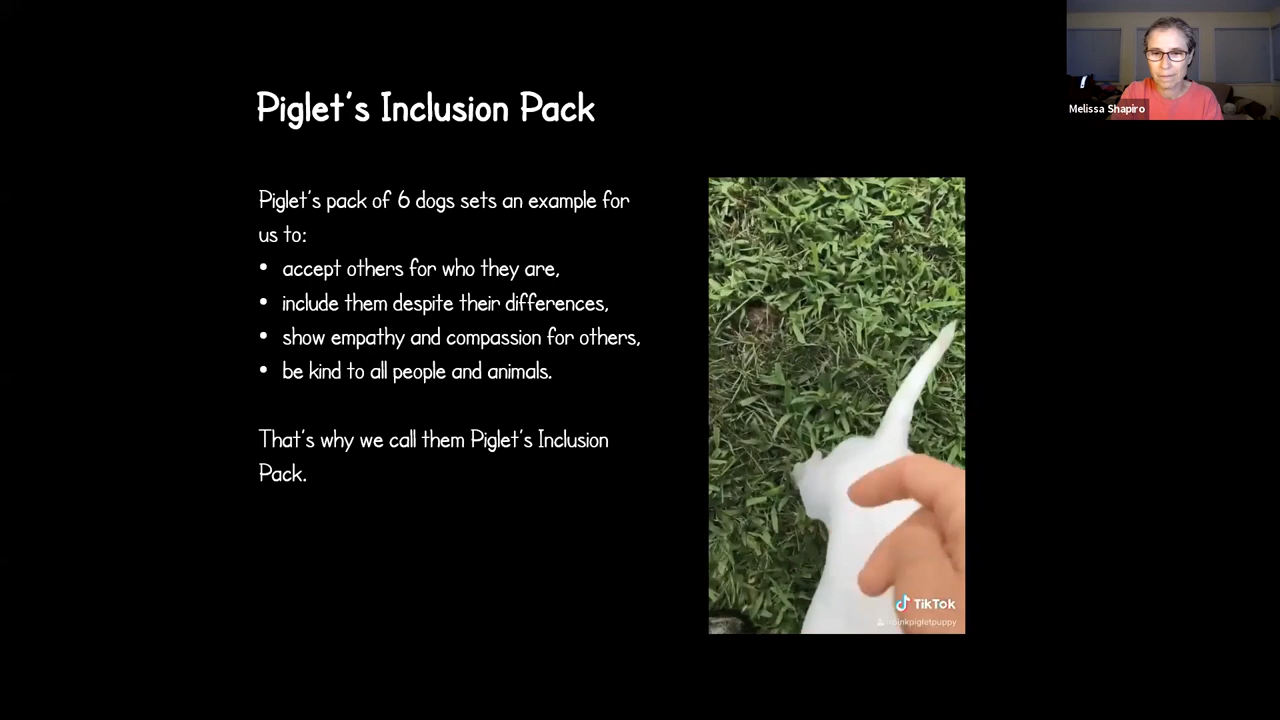 Piglet's Inclusion Pack
Melissa Shapiro
Piglet's pack of 6 dogs sets an example for
us to:
• accept others for who they are,
• include them despite their differences,
• show empathy and compassion for others,
• be kind to all people and animals.
That's why we call them Piglet's Inclusion
Pack.
TikTok
pinkpigletpuppy